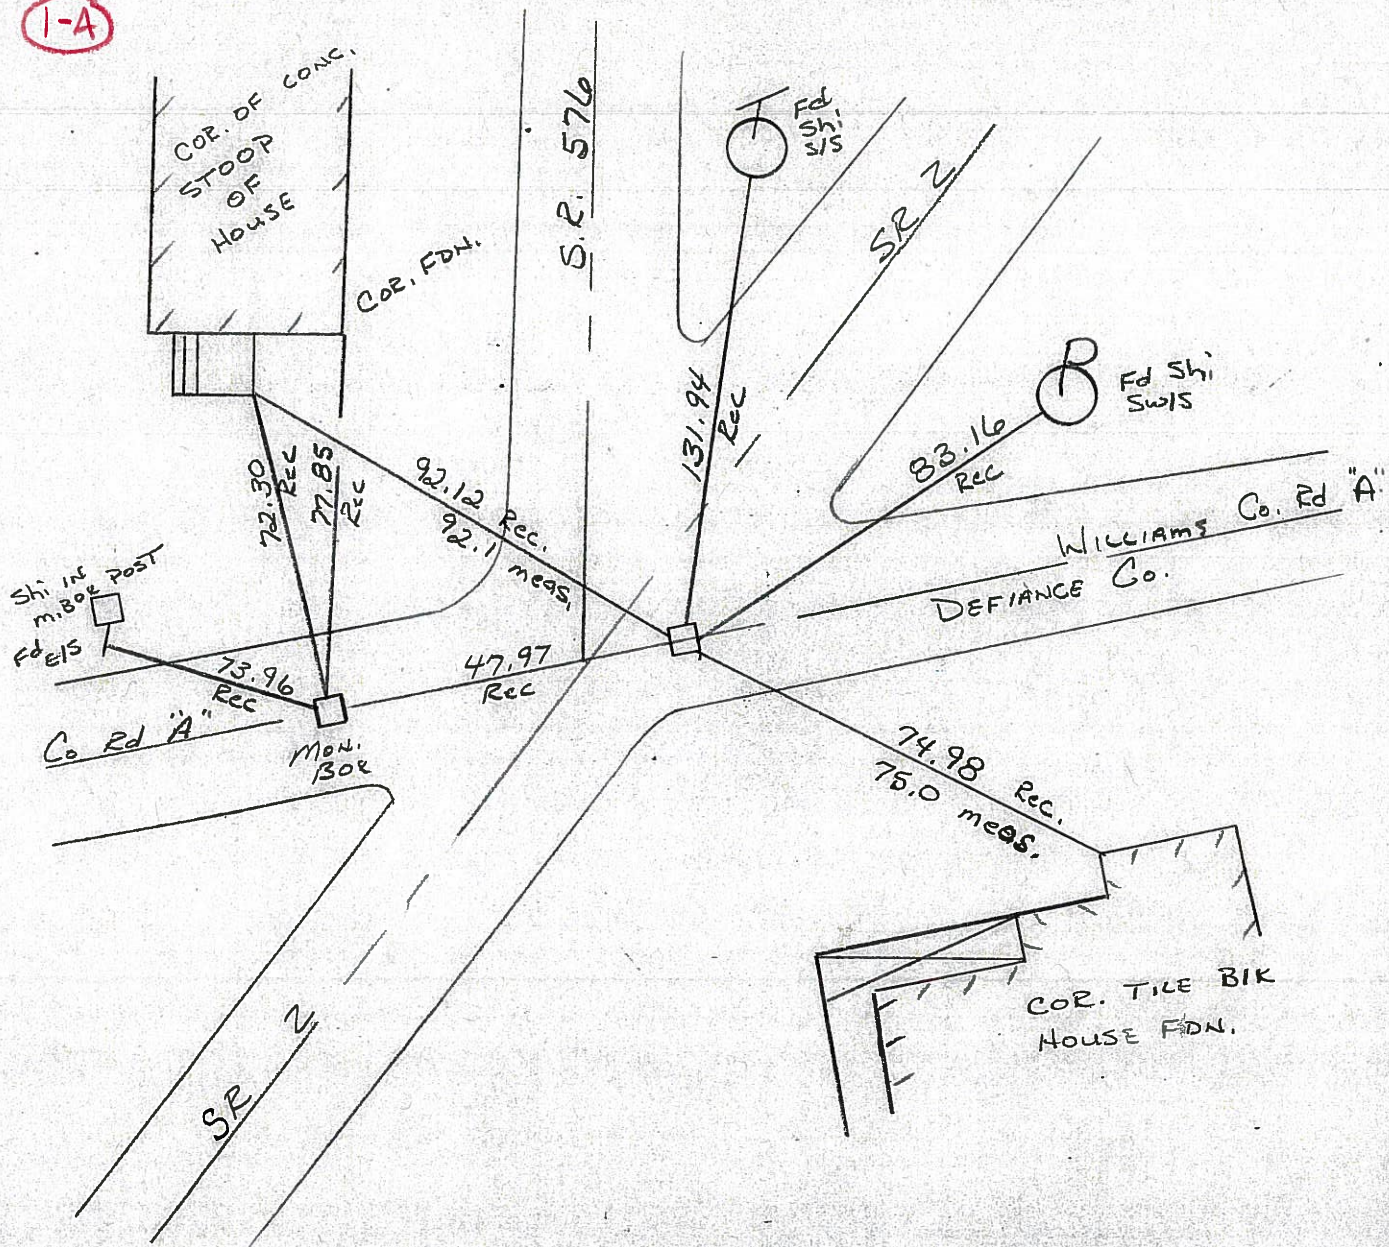 1-4
COR. OF CONC.
STOOP
OF
HOUSE
COR. FDN.
S.R. 576
Fd
Shi
S/S
SR 2
131.94
Rec
Fd Shi
SW/S
83.16
Rec
72.30
Rec
77.85
Rec
92.12 Rec.
92.1 meas.
WILLIAMS Co. Rd "A"
DEFIANCE Co.
Shi IN
m.Box POST
Fd E/S
73.96
Rec
47.97
Rec
Co Rd "A"
MON.
BOX
74.98 Rec.
75.0 meas.
COR. TILE BlK
HOUSE FDN.
SR 2